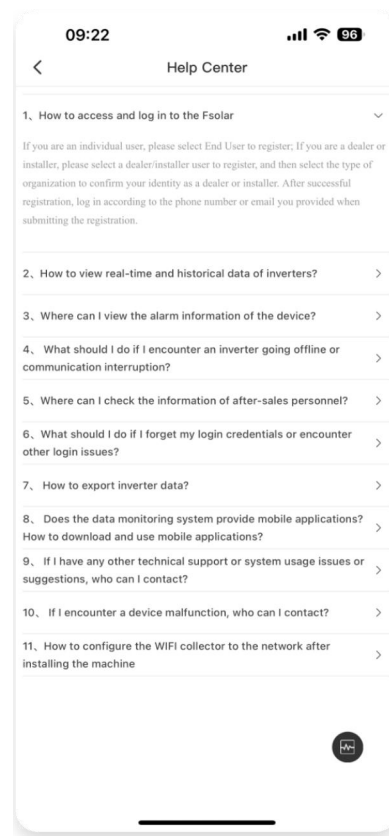 09:22
96
Help Center
1、How to access and log in to the Fsolar
If you are an individual user, please select End User to register; If you are a dealer or
installer, please select a dealer/installer user to register, and then select the type of
organization to confirm your identity as a dealer or installer. After successful
registration, log in according to the phone number or email you provided when
submitting the registration.
2、How to view real-time and historical data of inverters?
3、Where can I view the alarm information of the device?
4、 What should I do if I encounter an inverter going offline or
communication interruption?
5、Where can I check the information of after-sales personnel?
6、What should I do if I forget my login credentials or encounter
other login issues?
7、 How to export inverter data?
8、 Does the data monitoring system provide mobile applications?
How to download and use mobile applications?
9、 If I have any other technical support or system usage issues or
suggestions, who can I contact?
10、 If I encounter a device malfunction, who can I contact?
11、How to configure the WIFI collector to the network after
installing the machine